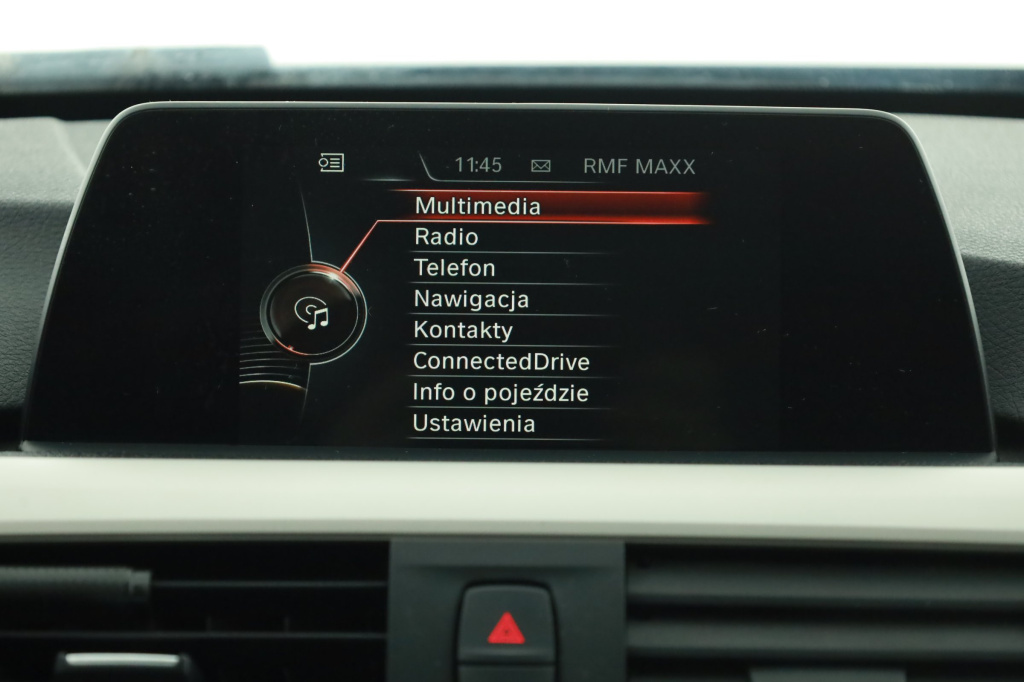 11:45 RMF MAXX
Multimedia
Radio
Telefon
Nawigacja
Kontakty
ConnectedDrive
Info o pojeździe
Ustawienia